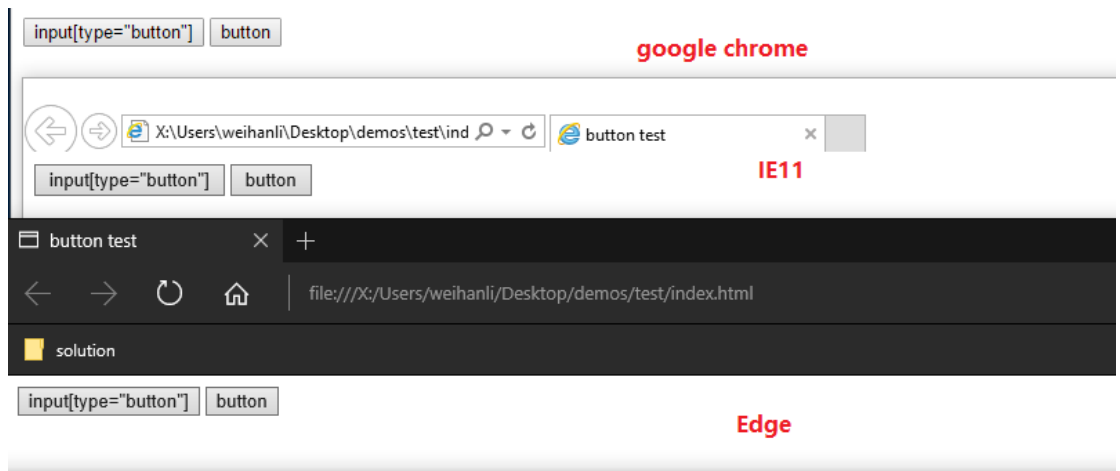 input[type="button"] button
google chrome
X:\Users\weihanli\Desktop\demos\test\ind
button test
IE11
input[type="button"] button
button test
file:///X:/Users/weihanli/Desktop/demos/test/index.html
solution
input[type="button"] button
Edge